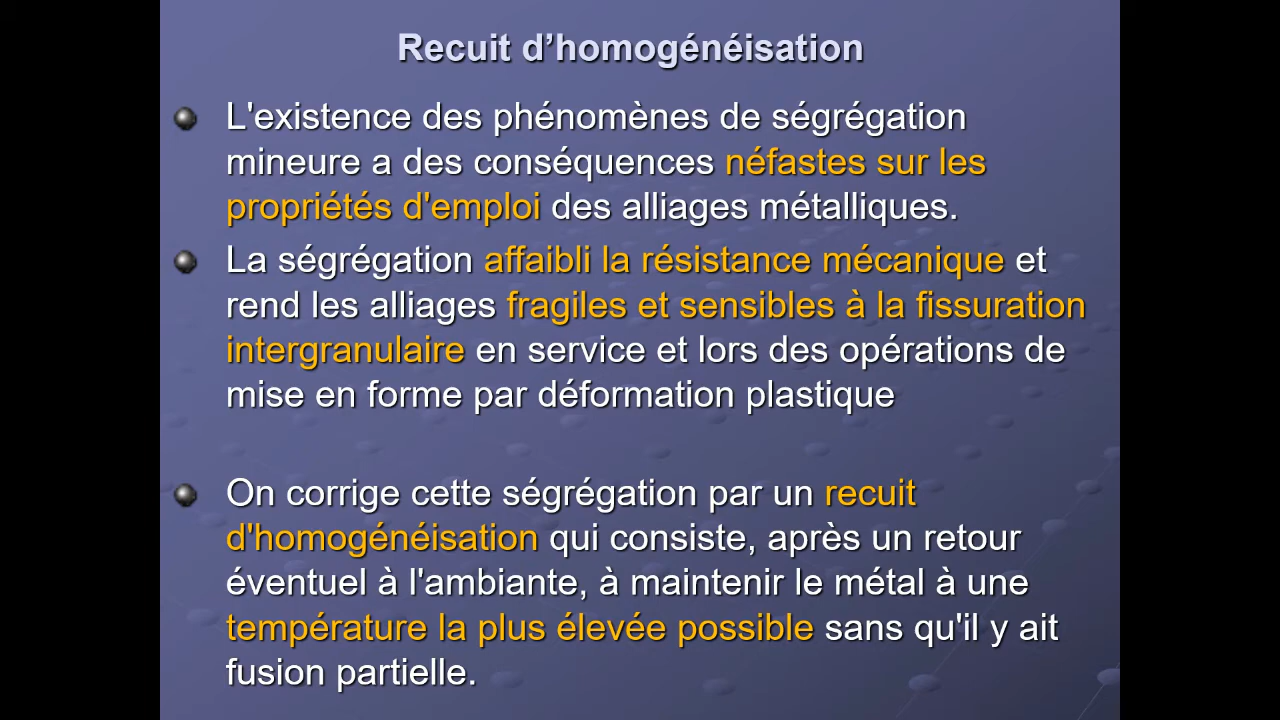 Recuit d’homogénéisation
L'existence des phénomènes de ségrégation
mineure a des conséquences néfastes sur les
propriétés d'emploi des alliages métalliques.
La ségrégation affaibli la résistance mécanique et
rend les alliages fragiles et sensibles à la fissuration
intergranulaire en service et lors des opérations de
mise en forme par déformation plastique
On corrige cette ségrégation par un recuit
d'homogénéisation qui consiste, après un retour
éventuel à l'ambiante, à maintenir le métal à une
température la plus élevée possible sans qu'il y ait
fusion partielle.